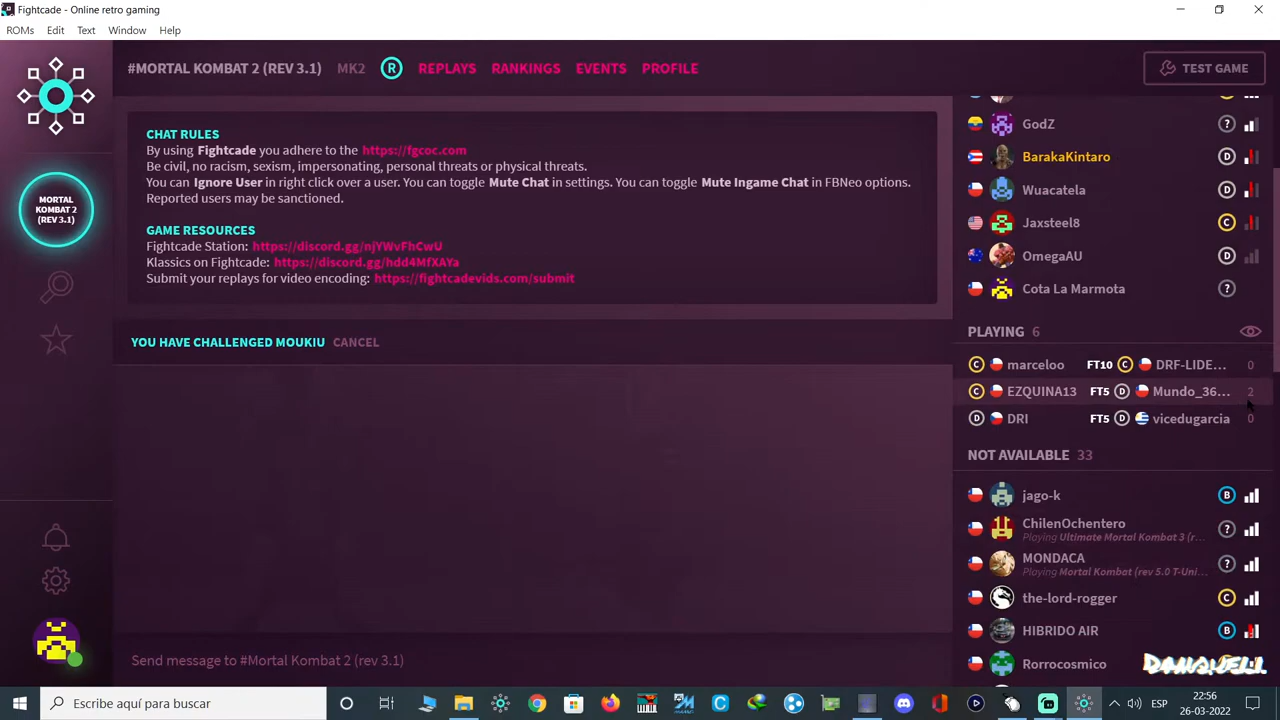 Fightcade - Online retro gaming
ROMs Edit Text Window Help
#MORTAL KOMBAT 2 (REV 3.1) MK2 R REPLAYS RANKINGS EVENTS PROFILE TEST GAME
MORTAL
KOMBAT 2
(REV 3.1)
CHAT RULES
By using Fightcade you adhere to the https://fgcoc.com
Be civil, no racism, sexism, impersonating, personal threats or physical threats.
You can Ignore User in right click over a user. You can toggle Mute Chat in settings. You can toggle Mute Ingame Chat in FBNeo options.
Reported users may be sanctioned.
GAME RESOURCES
Fightcade Station: https://discord.gg/njYWvFhCwU
Klassics on Fightcade: https://discord.gg/hdd4MfXAYa
Submit your replays for video encoding: https://fightcadevids.com/submit
YOU HAVE CHALLENGED MOUKIU CANCEL
Send message to #Mortal Kombat 2 (rev 3.1)
GodZ ?
BarakaKintaro D
Wuacatela D
Jaxsteel8 C
OmegaAU D
Cota La Marmota ?
PLAYING 6
C marceloo FT10 C DRF-LIDE... 0
C EZQUINA13 FT5 D Mundo_36... 2
D DRI FT5 D vicedugarcia 0
NOT AVAILABLE 33
jago-k B
ChilenOchentero ?
Playing Ultimate Mortal Kombat 3 (r...
MONDACA ?
Playing Mortal Kombat (rev 5.0 T-Uni...
the-lord-rogger C
HIBRIDO AIR B
Rorrocosmico
Escribe aquí para buscar
ESP
22:56
26-03-2022